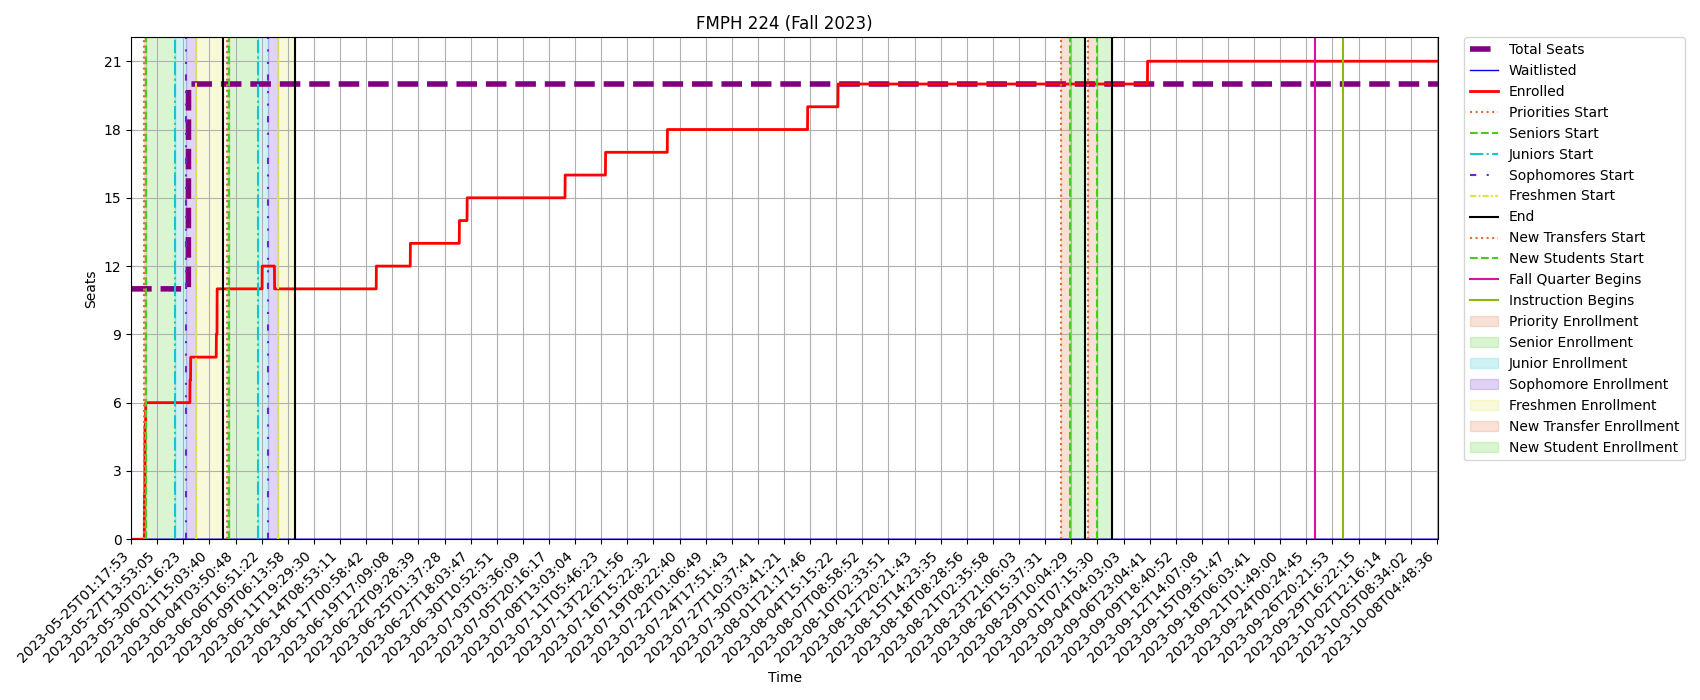 FMPH 224 (Fall 2023)
21
18
15
12
9
6
3
0
Seats
2023-05-25T01:17:53
2023-05-27T13:53:05
2023-05-30T02:16:23
2023-06-01T15:03:40
2023-06-04T03:50:48
2023-06-06T16:51:22
2023-06-09T06:13:58
2023-06-11T19:29:30
2023-06-14T08:53:11
2023-06-17T00:58:42
2023-06-19T17:09:08
2023-06-22T09:28:39
2023-06-25T01:37:28
2023-06-27T18:03:47
2023-06-30T10:52:51
2023-07-03T03:36:09
2023-07-05T20:16:17
2023-07-08T13:03:04
2023-07-11T05:46:23
2023-07-13T22:21:56
2023-07-16T15:22:32
2023-07-19T08:22:40
2023-07-22T01:06:49
2023-07-24T17:51:43
2023-07-27T10:37:41
2023-07-30T03:41:21
2023-08-01T21:17:46
2023-08-04T15:15:22
2023-08-07T08:58:52
2023-08-10T02:33:51
2023-08-12T20:21:43
2023-08-15T14:23:35
2023-08-18T08:28:56
2023-08-21T02:35:58
2023-08-23T21:06:03
2023-08-26T15:37:31
2023-08-29T10:04:29
2023-09-01T07:15:30
2023-09-04T04:03:03
2023-09-06T23:04:41
2023-09-09T18:40:52
2023-09-12T14:07:08
2023-09-15T09:51:47
2023-09-18T06:03:41
2023-09-21T01:49:00
2023-09-24T00:24:45
2023-09-26T20:21:53
2023-09-29T16:22:15
2023-10-02T12:16:14
2023-10-05T08:34:02
2023-10-08T04:48:36
Time
Total Seats
Waitlisted
Enrolled
Priorities Start
Seniors Start
Juniors Start
Sophomores Start
Freshmen Start
End
New Transfers Start
New Students Start
Fall Quarter Begins
Instruction Begins
Priority Enrollment
Senior Enrollment
Junior Enrollment
Sophomore Enrollment
Freshmen Enrollment
New Transfer Enrollment
New Student Enrollment